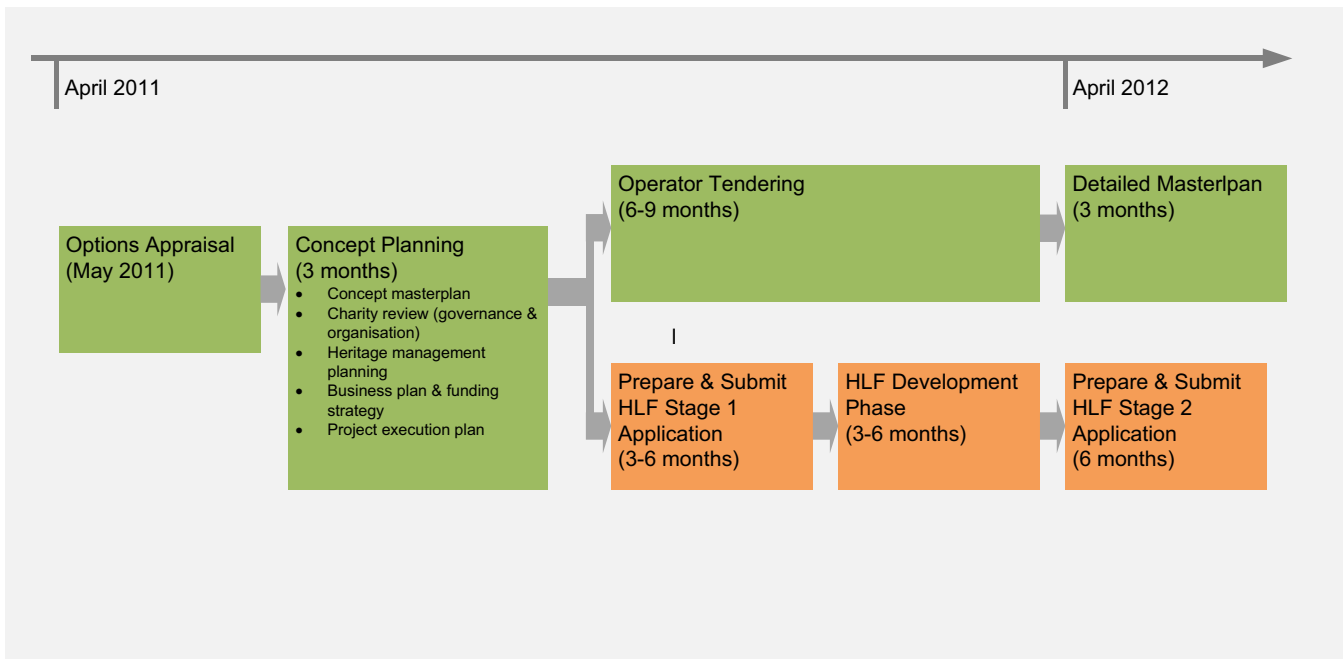 April 2011
April 2012
Options Appraisal
(May 2011)
Concept Planning
(3 months)
• Concept masterplan
• Charity review (governance &
organisation)
• Heritage management
planning
• Business plan & funding
strategy
• Project execution plan
Operator Tendering
(6-9 months)
Detailed Masterlpan
(3 months)
l
Prepare & Submit
HLF Stage 1
Application
(3-6 months)
HLF Development
Phase
(3-6 months)
Prepare & Submit
HLF Stage 2
Application
(6 months)